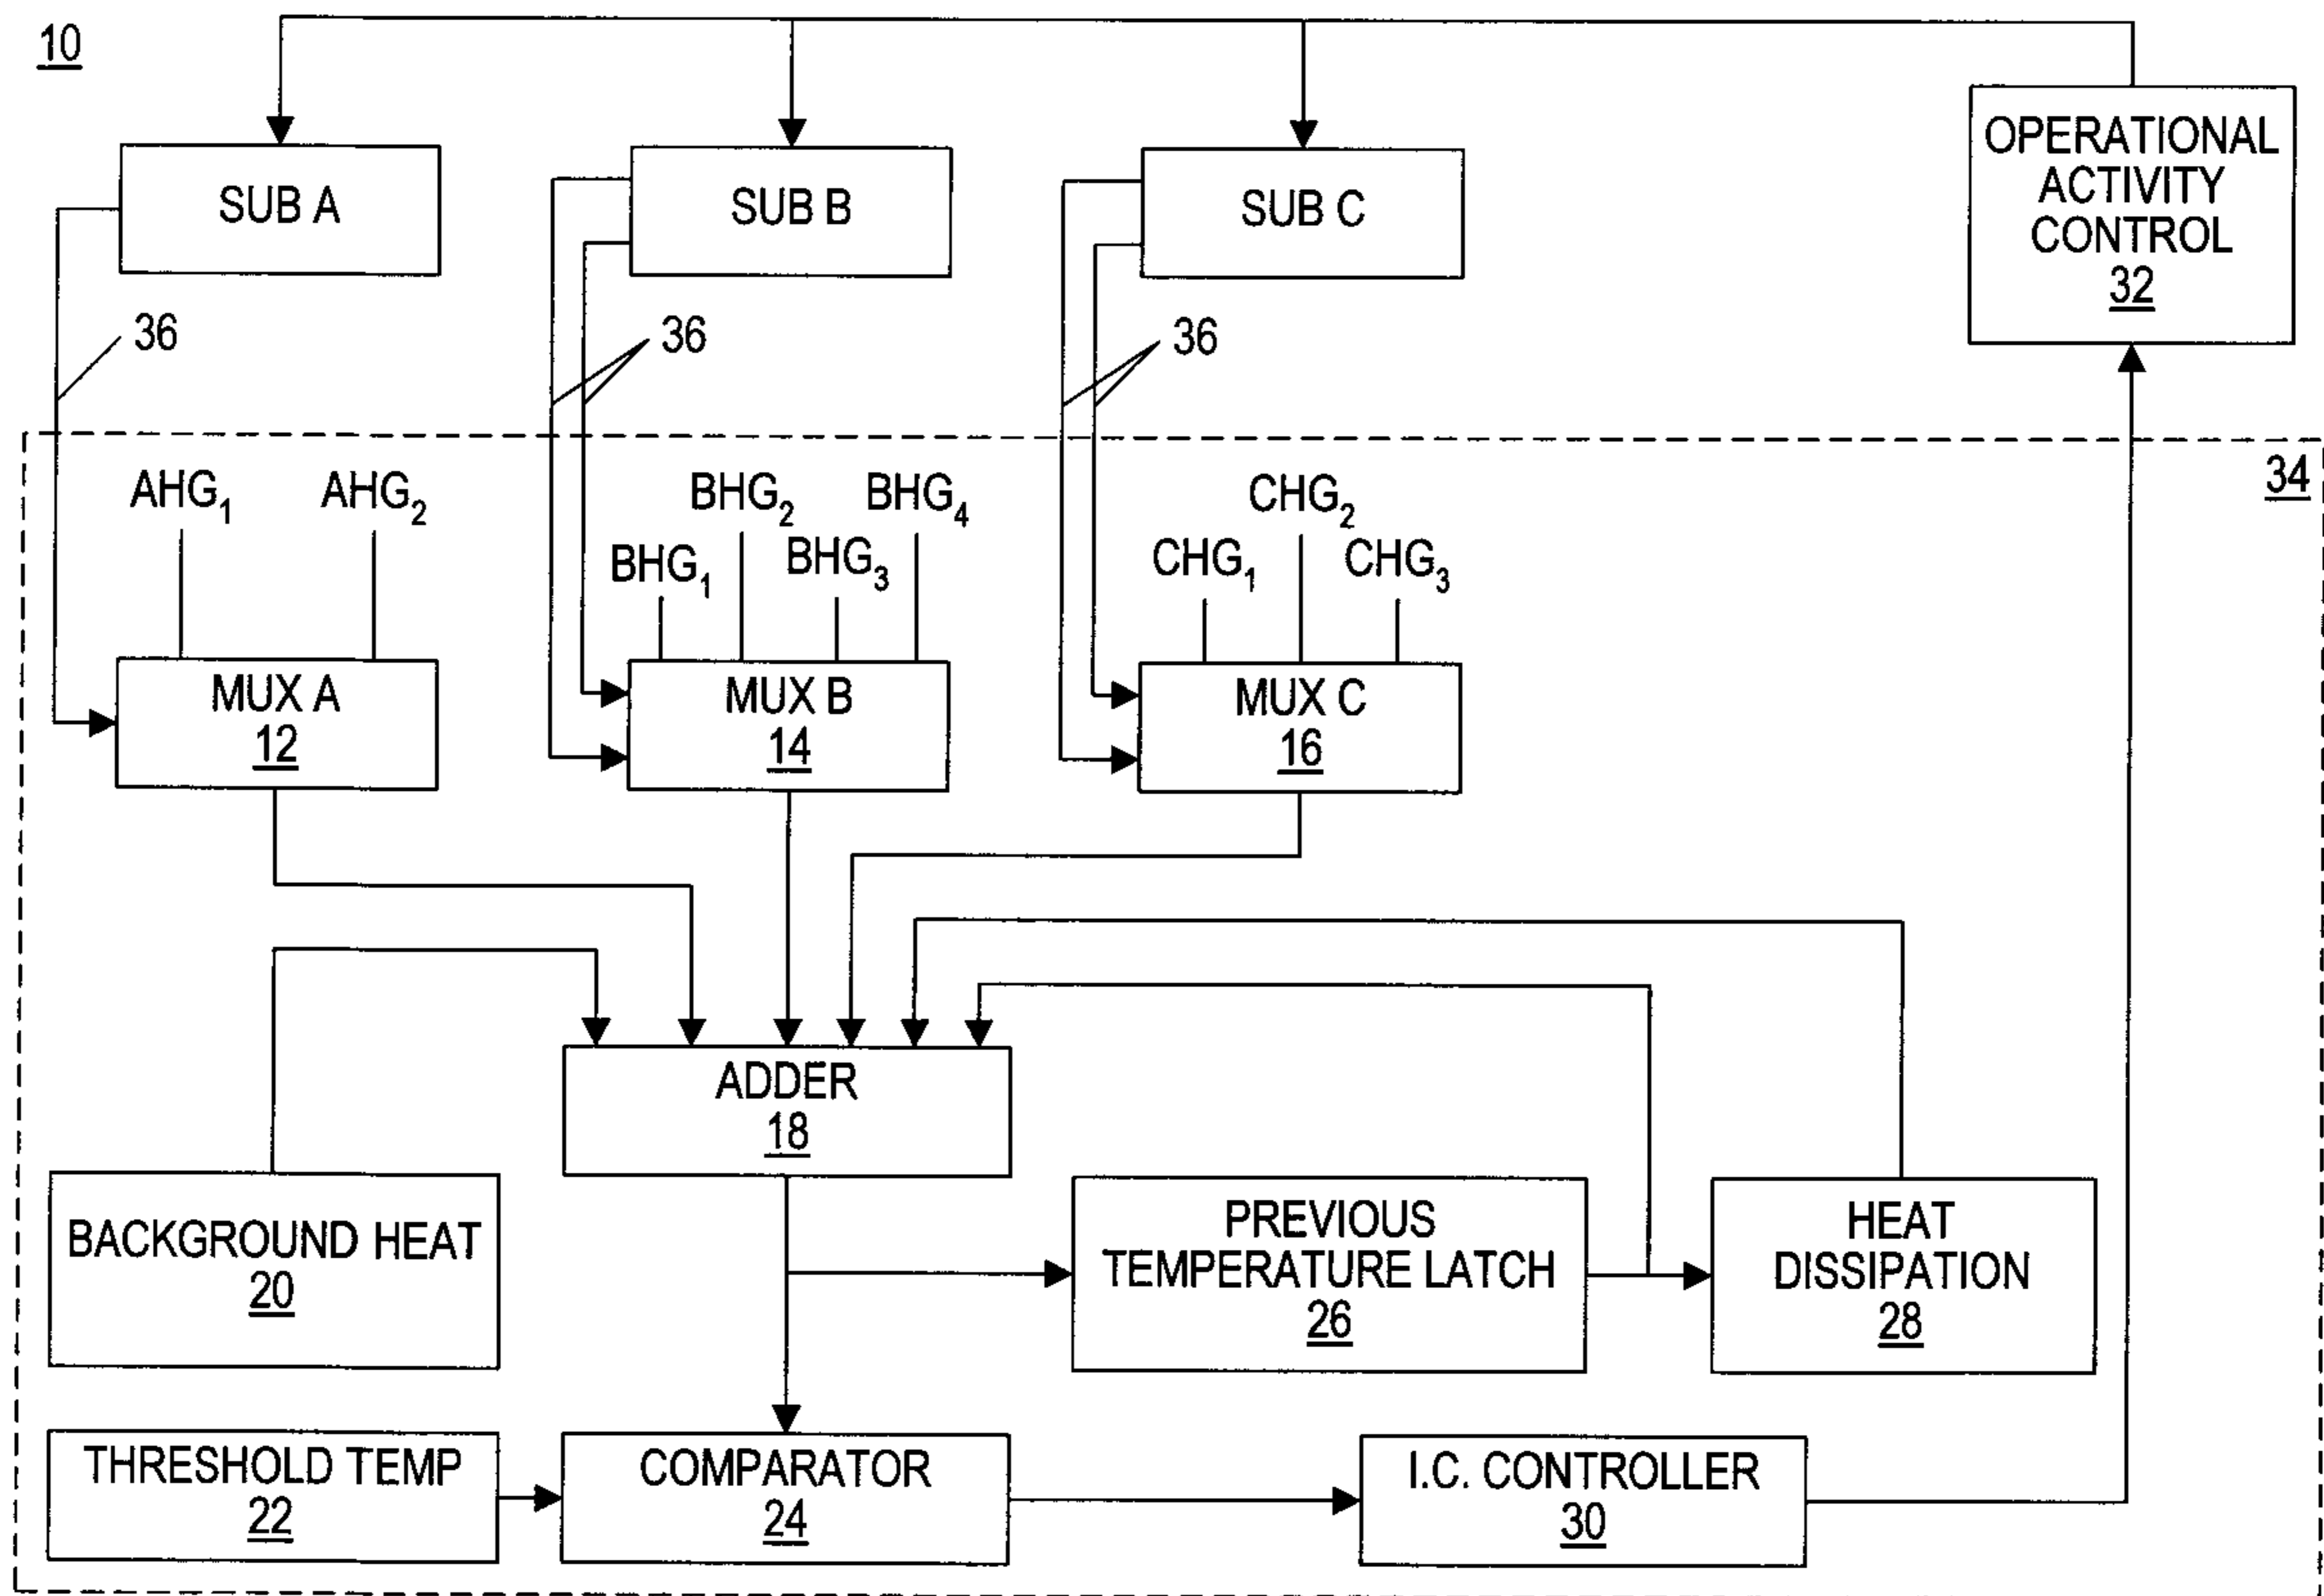 10
SUB A
SUB B
SUB C
OPERATIONAL
ACTIVITY
CONTROL
32
36
36
36
34
AHG₁
AHG₂
BHG₁
BHG₂
BHG₃
BHG₄
CHG₁
CHG₂
CHG₃
MUX A
12
MUX B
14
MUX C
16
ADDER
18
BACKGROUND HEAT
20
PREVIOUS
TEMPERATURE LATCH
26
HEAT
DISSIPATION
28
THRESHOLD TEMP
22
COMPARATOR
24
I.C. CONTROLLER
30